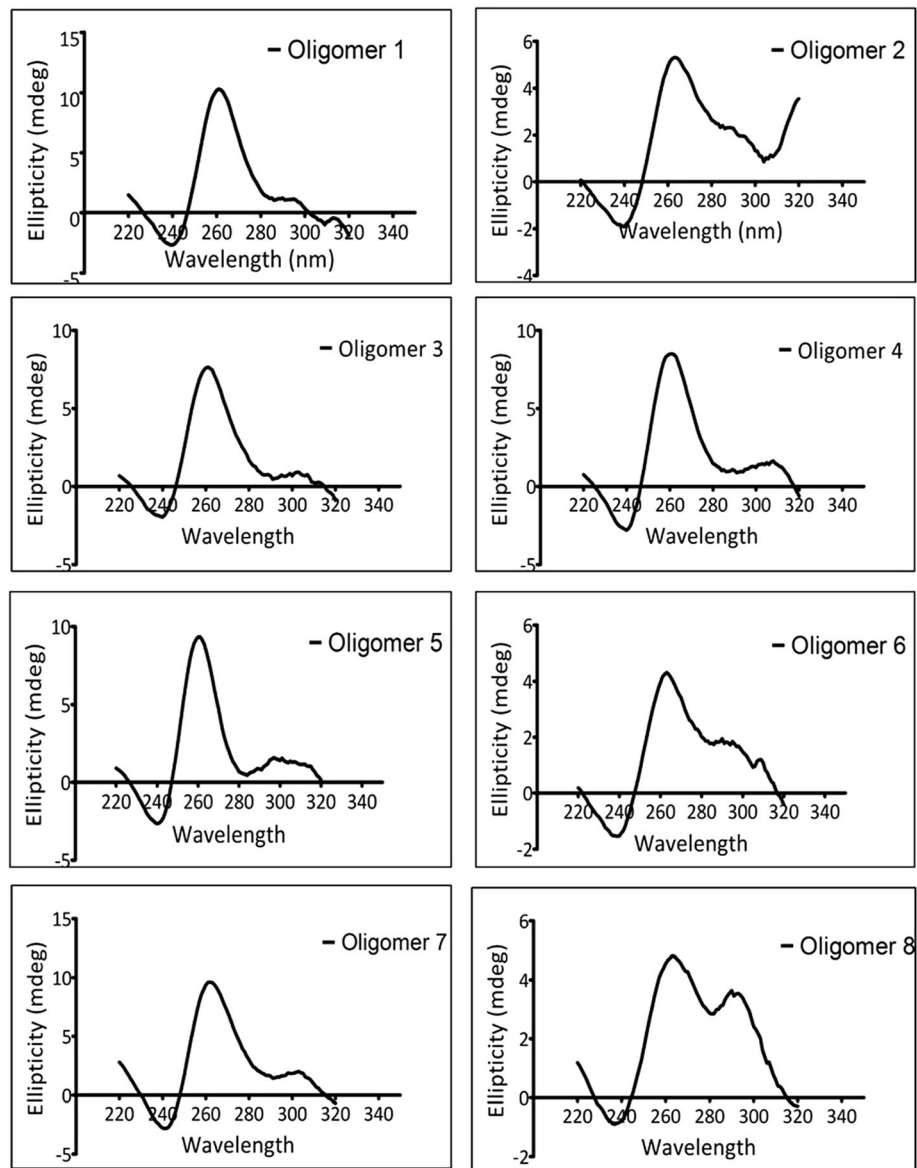 Oligomer 1
Ellipticity (mdeg)
15
10
5
0
-5
220 240 260 280 300 320 340
Wavelength (nm)
Oligomer 2
Ellipticity (mdeg)
6
4
2
0
-2
-4
220 240 260 280 300 320 340
Wavelength (nm)
Oligomer 3
Ellipticity (mdeg)
10
5
0
-5
220 240 260 280 300 320 340
Wavelength
Oligomer 4
Ellipticity (mdeg)
10
5
0
-5
220 240 260 280 300 320 340
Wavelength
Oligomer 5
Ellipticity (mdeg)
10
5
0
-5
220 240 260 280 300 320 340
Wavelength
Oligomer 6
Ellipticity (mdeg)
6
4
2
0
-2
220 240 260 280 300 320 340
Wavelength
Oligomer 7
Ellipticity (mdeg)
15
10
5
0
-5
220 240 260 280 300 320 340
Wavelength
Oligomer 8
Ellipticity (mdeg)
6
4
2
0
-2
220 240 260 280 300 320 340
Wavelength